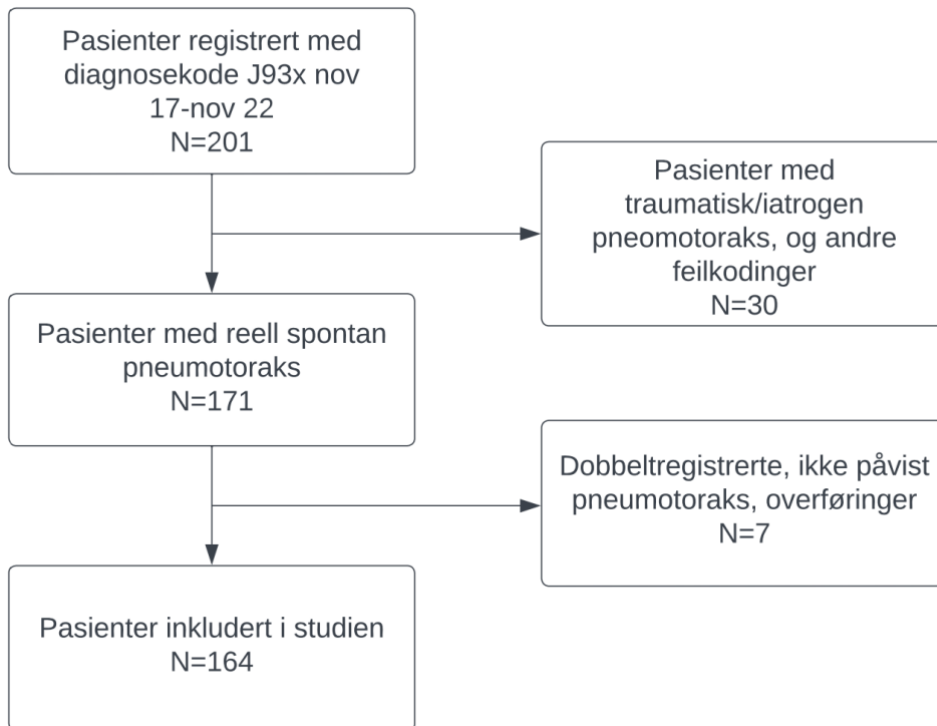 Pasienter registrert med
diagnosekode J93x nov
17-nov 22
N=201
Pasienter med
traumatisk/iatrogen
pneomotoraks, og andre
feilkodinger
N=30
Pasienter med reell spontan
pneumotoraks
N=171
Dobbeltregistrerte, ikke påvist
pneumotoraks, overføringer
N=7
Pasienter inkludert i studien
N=164